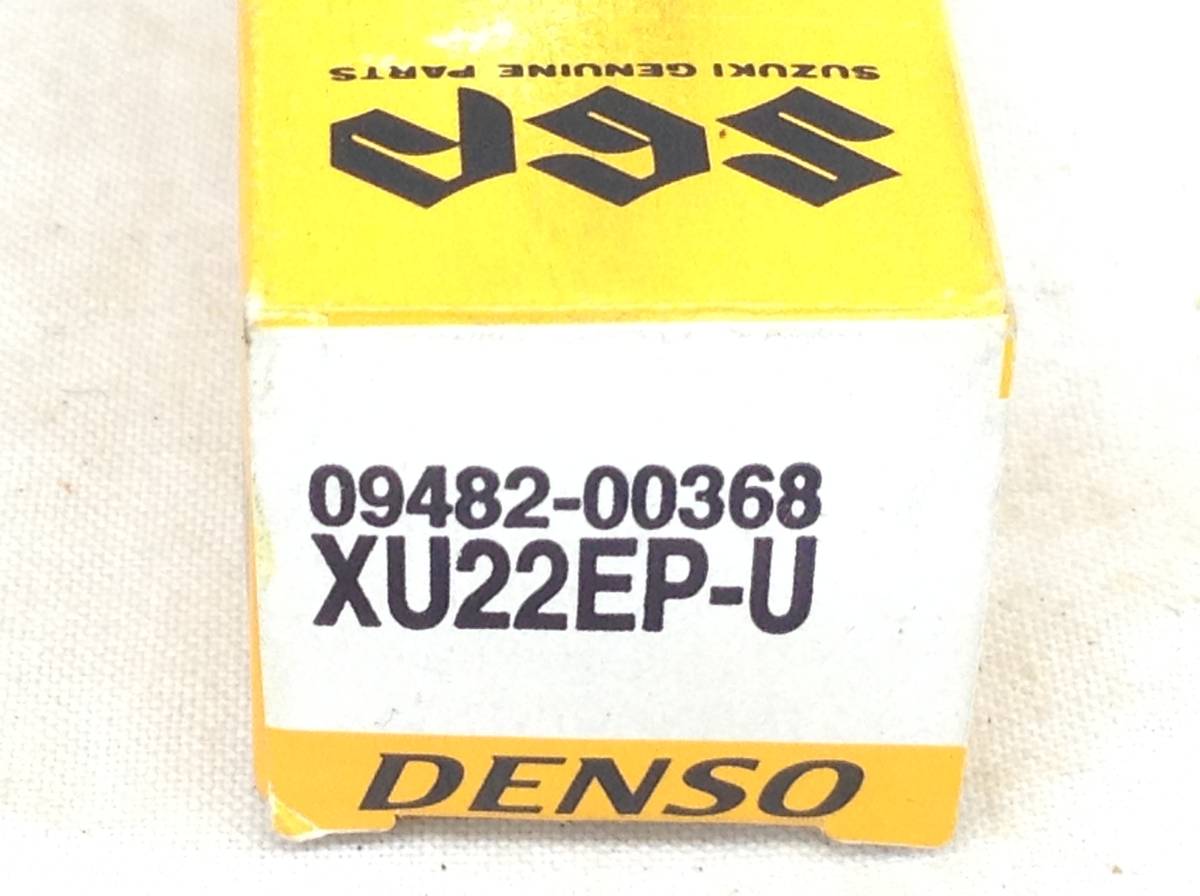 SUZUKI GENUINE PARTS
SGP
09482-00368
XU22EP-U
DENSO